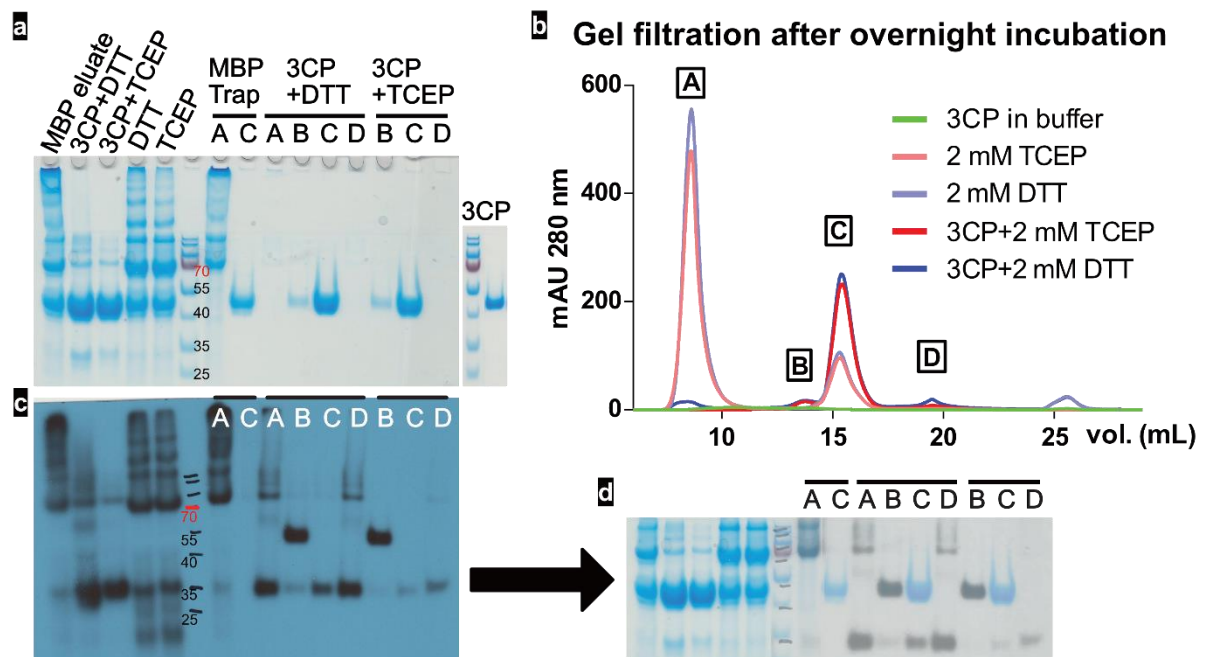 a
MBP eluate
3CP+DTT
3CP+TCEP
DTT
TCEP
MBP Trap
3CP +DTT
3CP +TCEP
A C A B C D B C D
70
55
40
35
25
3CP
b Gel filtration after overnight incubation
600
400
200
0
mAU 280 nm
10 15 20 25 vol. (mL)
A
B
C
D
3CP in buffer
2 mM TCEP
2 mM DTT
3CP+2 mM TCEP
3CP+2 mM DTT
c
A C A B C D B C D
70
55
40
35
25
d
A C A B C D B C D